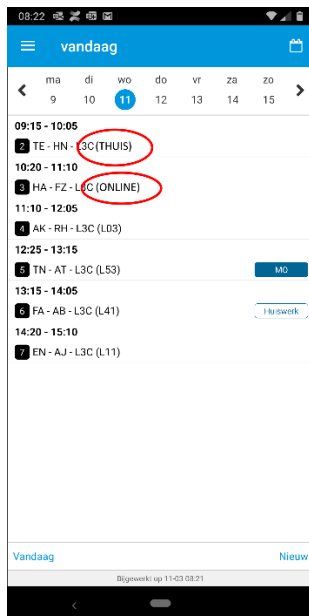 08:22
vandaag
ma di wo do vr za zo
9 10 11 12 13 14 15
09:15 - 10:05
2 TE - HN - L3C (THUIS)
10:20 - 11:10
3 HA - FZ - L3C (ONLINE)
11:10 - 12:05
4 AK - RH - L3C (L03)
12:25 - 13:15
5 TN - AT - L3C (L53) MO
13:15 - 14:05
6 FA - AB - L3C (L41) Huiswerk
14:20 - 15:10
7 EN - AJ - L3C (L11)
Vandaag Nieuw
Bijgewerkt op 11-03 08:21